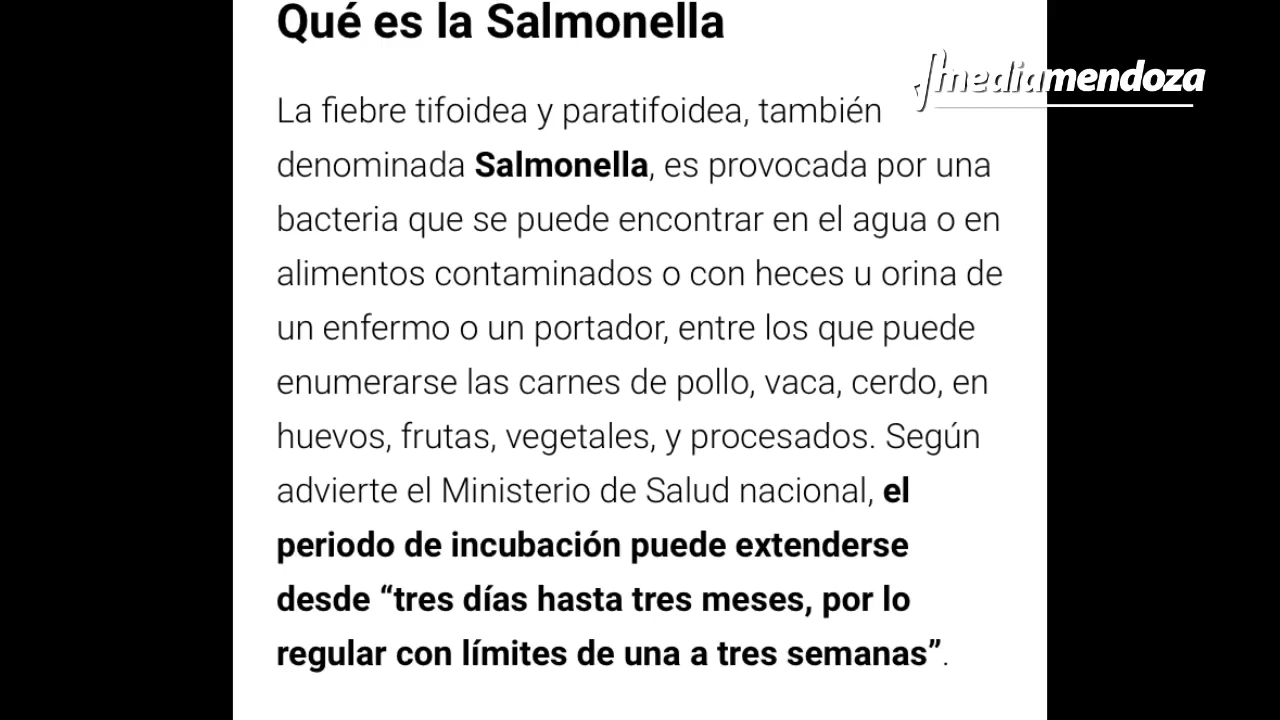 Qué es la Salmonella
mediamendoza
La fiebre tifoidea y paratifoidea, también
denominada Salmonella, es provocada por una
bacteria que se puede encontrar en el agua o en
alimentos contaminados o con heces u orina de
un enfermo o un portador, entre los que puede
enumerarse las carnes de pollo, vaca, cerdo, en
huevos, frutas, vegetales, y procesados. Según
advierte el Ministerio de Salud nacional, el
periodo de incubación puede extenderse
desde “tres días hasta tres meses, por lo
regular con límites de una a tres semanas”.